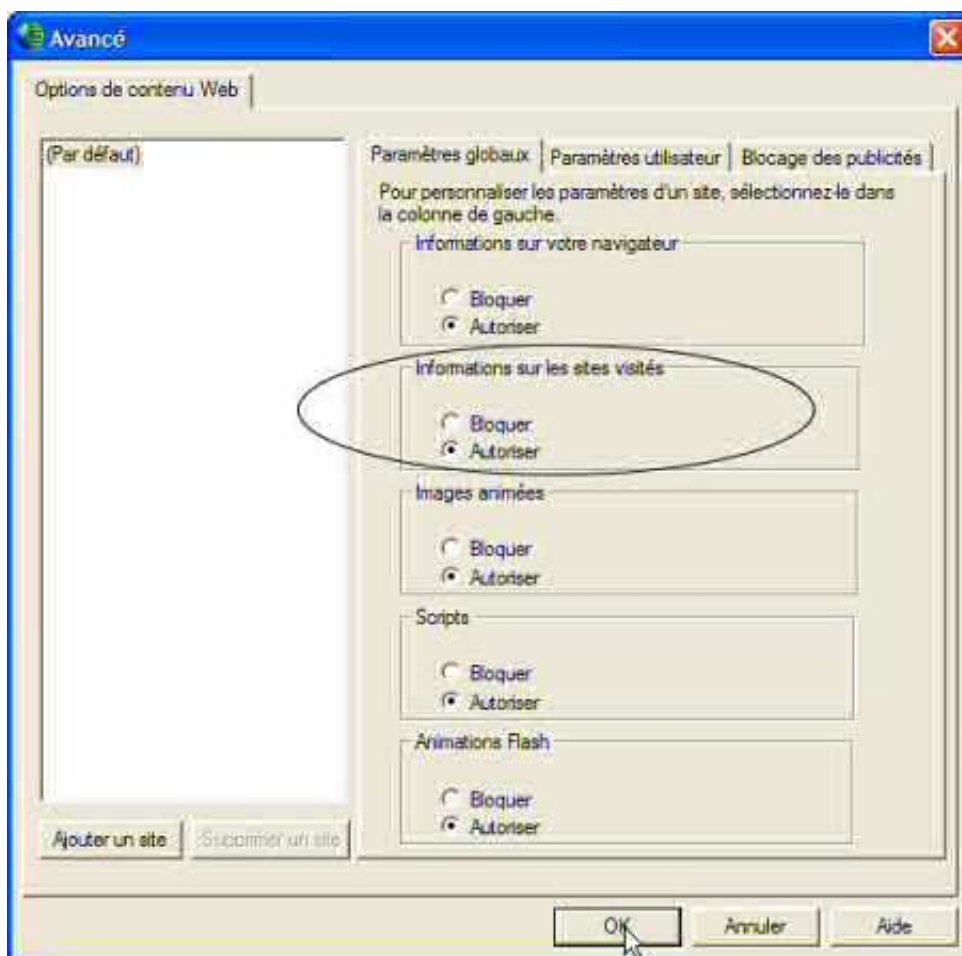 Avancé
Options de contenu Web
(Par défaut)
Paramètres globaux
Paramètres utilisateur
Blocage des publicités
Pour personnaliser les paramètres d'un site, sélectionnez-le dans
la colonne de gauche.
Informations sur votre navigateur
Bloquer
Autoriser
Informations sur les sites visités
Bloquer
Autoriser
Images animées
Bloquer
Autoriser
Scripts
Bloquer
Autoriser
Animations Flash
Bloquer
Autoriser
Ajouter un site
Supprimer un site
OK
Annuler
Aide